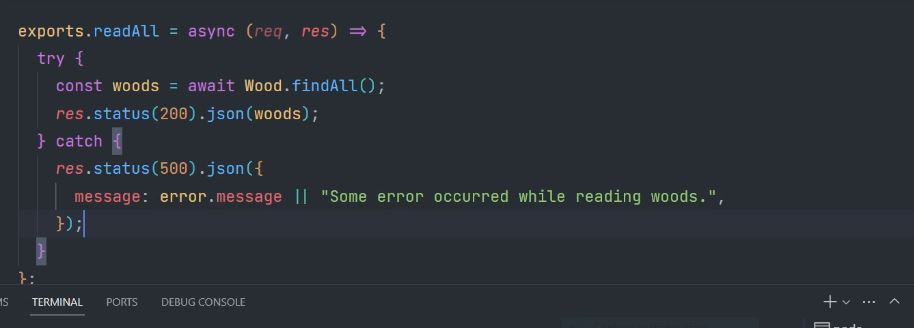 exports.readAll = async (req, res) => {
  try {
    const woods = await Wood.findAll();
    res.status(200).json(woods);
  } catch {
    res.status(500).json({
      message: error.message || "Some error occurred while reading woods.",
    });
  }
};
TERMINAL PORTS DEBUG CONSOLE